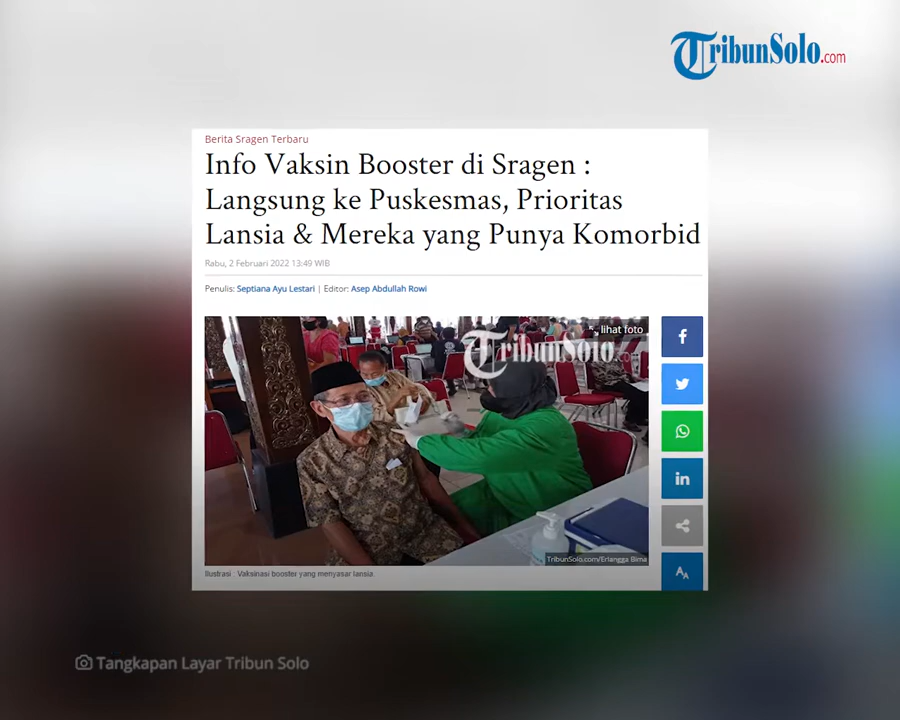 TribunSolo.com
Berita Sragen Terbaru
Info Vaksin Booster di Sragen :
Langsung ke Puskesmas, Prioritas
Lansia & Mereka yang Punya Komorbid
Rabu, 2 Februari 2022 13:49 WIB
Penulis: Septiana Ayu Lestari | Editor: Asep Abdullah Rowi
lihat foto
TribunSolo.com
TribunSolo.com/Erlangga Bima
Ilustrasi : Vaksinasi booster yang menyasar lansia.
Tangkapan Layar Tribun Solo